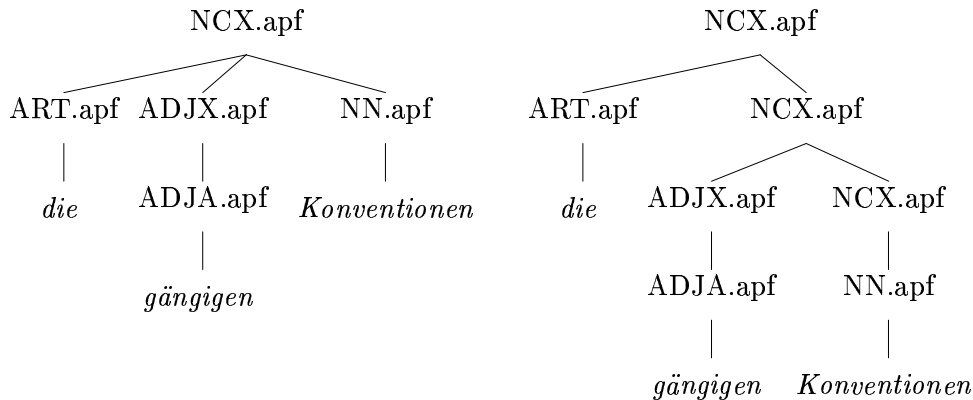 NCX.apf NCX.apf
ART.apf ADJX.apf NN.apf ART.apf NCX.apf
die ADJA.apf Konventionen die ADJX.apf NCX.apf
gängigen ADJA.apf NN.apf
gängigen Konventionen